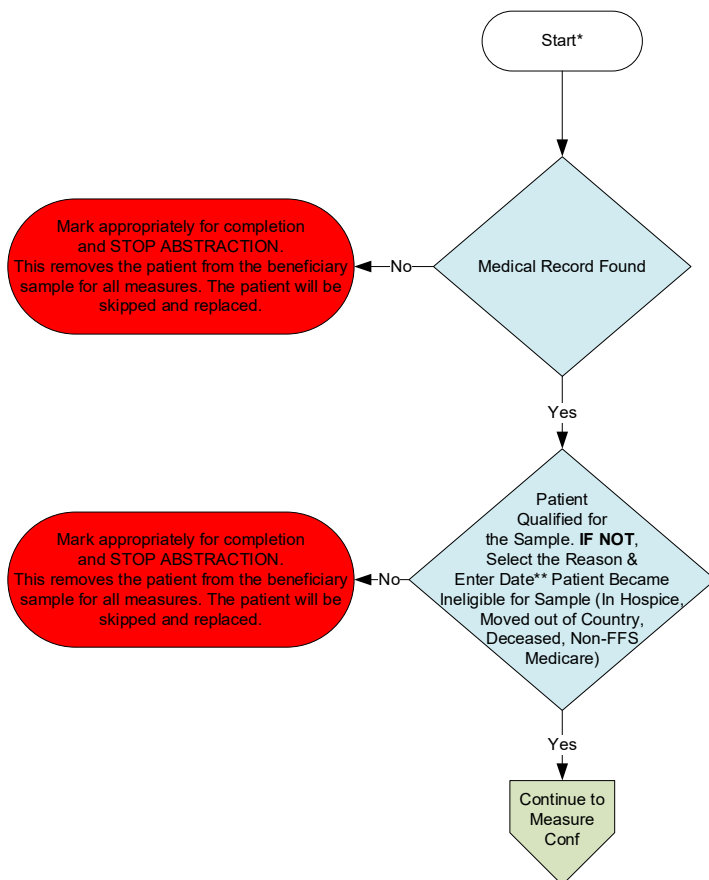 Start*
Medical Record Found
No
Mark appropriately for completion
and STOP ABSTRACTION.
This removes the patient from the beneficiary
sample for all measures. The patient will be
skipped and replaced.
Yes
Patient
Qualified for
the Sample. IF NOT,
Select the Reason &
Enter Date** Patient Became
Ineligible for Sample (In Hospice,
Moved out of Country,
Deceased, Non-FFS
Medicare)
No
Mark appropriately for completion
and STOP ABSTRACTION.
This removes the patient from the beneficiary
sample for all measures. The patient will be
skipped and replaced.
Yes
Continue to
Measure
Conf